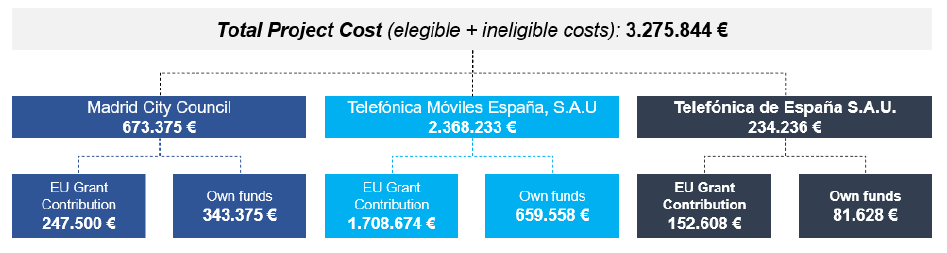 Total Project Cost (elegible + ineligible costs): 3.275.844 €
Madrid City Council
673.375 €
Telefónica Móviles España, S.A.U
2.368.233 €
Telefónica de España S.A.U.
234.236 €
EU Grant
Contribution
247.500 €
Own funds
343.375 €
EU Grant
Contribution
1.708.674 €
Own funds
659.558 €
EU Grant
Contribution
152.608 €
Own funds
81.628 €